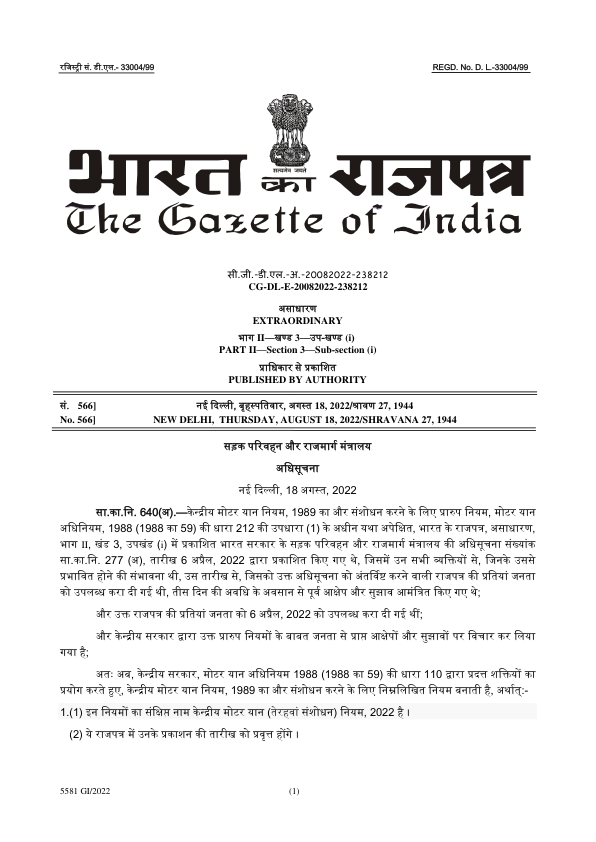 रजिस्ट्री सं. डी.एल.- 33004/99
REGD. No. D. L.-33004/99
सत्यमेव जयते
भारत का राजपत्र
The Gazette of India
सी.जी.-डी.एल.-अ.-20082022-238212
CG-DL-E-20082022-238212
असाधारण
EXTRAORDINARY
भाग II—खण्ड 3—उप-खण्ड (i)
PART II—Section 3—Sub-section (i)
प्राधिकार से प्रकाशित
PUBLISHED BY AUTHORITY
सं. 566]
नई दिल्ली, बृहस्पतिवार, अगस्त 18, 2022/श्रावण 27, 1944
No. 566]
NEW DELHI, THURSDAY, AUGUST 18, 2022/SHRAVANA 27, 1944
सड़क परिवहन और राजमार्ग मंत्रालय
अधिसूचना
नई दिल्ली, 18 अगस्त, 2022
सा.का.नि. 640(अ).—केन्द्रीय मोटर यान नियम, 1989 का और संशोधन करने के लिए प्रारुप नियम, मोटर यान
अधिनियम, 1988 (1988 का 59) की धारा 212 की उपधारा (1) के अधीन यथा अपेक्षित, भारत के राजपत्र, असाधारण,
भाग II, खंड 3, उपखंड (i) में प्रकाशित भारत सरकार के सड़क परिवहन और राजमार्ग मंत्रालय की अधिसूचना संख्यांक
सा.का.नि. 277 (अ), तारीख 6 अप्रैल, 2022 द्वारा प्रकाशित किए गए थे, जिसमें उन सभी व्यक्तियों से, जिनके उससे
प्रभावित होने की संभावना थी, उस तारीख से, जिसको उक्त अधिसूचना को अंतर्विष्ट करने वाली राजपत्र की प्रतियां जनता
को उपलब्ध करा दी गई थी, तीस दिन की अवधि के अवसान से पूर्व आक्षेप और सुझाव आमंत्रित किए गए थे;
और उक्त राजपत्र की प्रतियां जनता को 6 अप्रैल, 2022 को उपलब्ध करा दी गई थीं;
और केन्द्रीय सरकार द्वारा उक्त प्रारुप नियमों के बाबत जनता से प्राप्त आक्षेपों और सुझावों पर विचार कर लिया
गया है;
अतः अब, केन्द्रीय सरकार, मोटर यान अधिनियम 1988 (1988 का 59) की धारा 110 द्वारा प्रदत्त शक्तियों का
प्रयोग करते हुए, केन्द्रीय मोटर यान नियम, 1989 का और संशोधन करने के लिए निम्नलिखित नियम बनाती है, अर्थात्:-
1.(1) इन नियमों का संक्षिप्त नाम केन्द्रीय मोटर यान (तेरहवां संशोधन) नियम, 2022 है ।
(2) ये राजपत्र में उनके प्रकाशन की तारीख को प्रवृत्त होंगे ।
5581 GI/2022
(1)